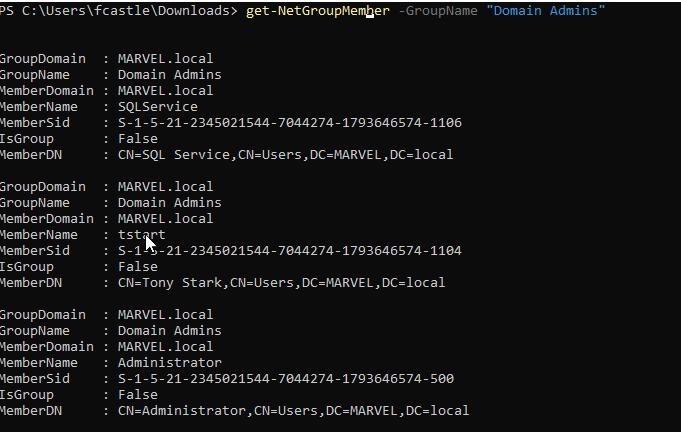 PS C:\Users\fcastle\Downloads> get-NetGroupMember -GroupName "Domain Admins"
GroupDomain : MARVEL.local
GroupName : Domain Admins
MemberDomain : MARVEL.local
MemberName : SQLService
MemberSid : S-1-5-21-2345021544-7044274-1793646574-1106
IsGroup : False
MemberDN : CN=SQL Service,CN=Users,DC=MARVEL,DC=local
GroupDomain : MARVEL.local
GroupName : Domain Admins
MemberDomain : MARVEL.local
MemberName : tstart
MemberSid : S-1-5-21-2345021544-7044274-1793646574-1104
IsGroup : False
MemberDN : CN=Tony Stark,CN=Users,DC=MARVEL,DC=local
GroupDomain : MARVEL.local
GroupName : Domain Admins
MemberDomain : MARVEL.local
MemberName : Administrator
MemberSid : S-1-5-21-2345021544-7044274-1793646574-500
IsGroup : False
MemberDN : CN=Administrator,CN=Users,DC=MARVEL,DC=local